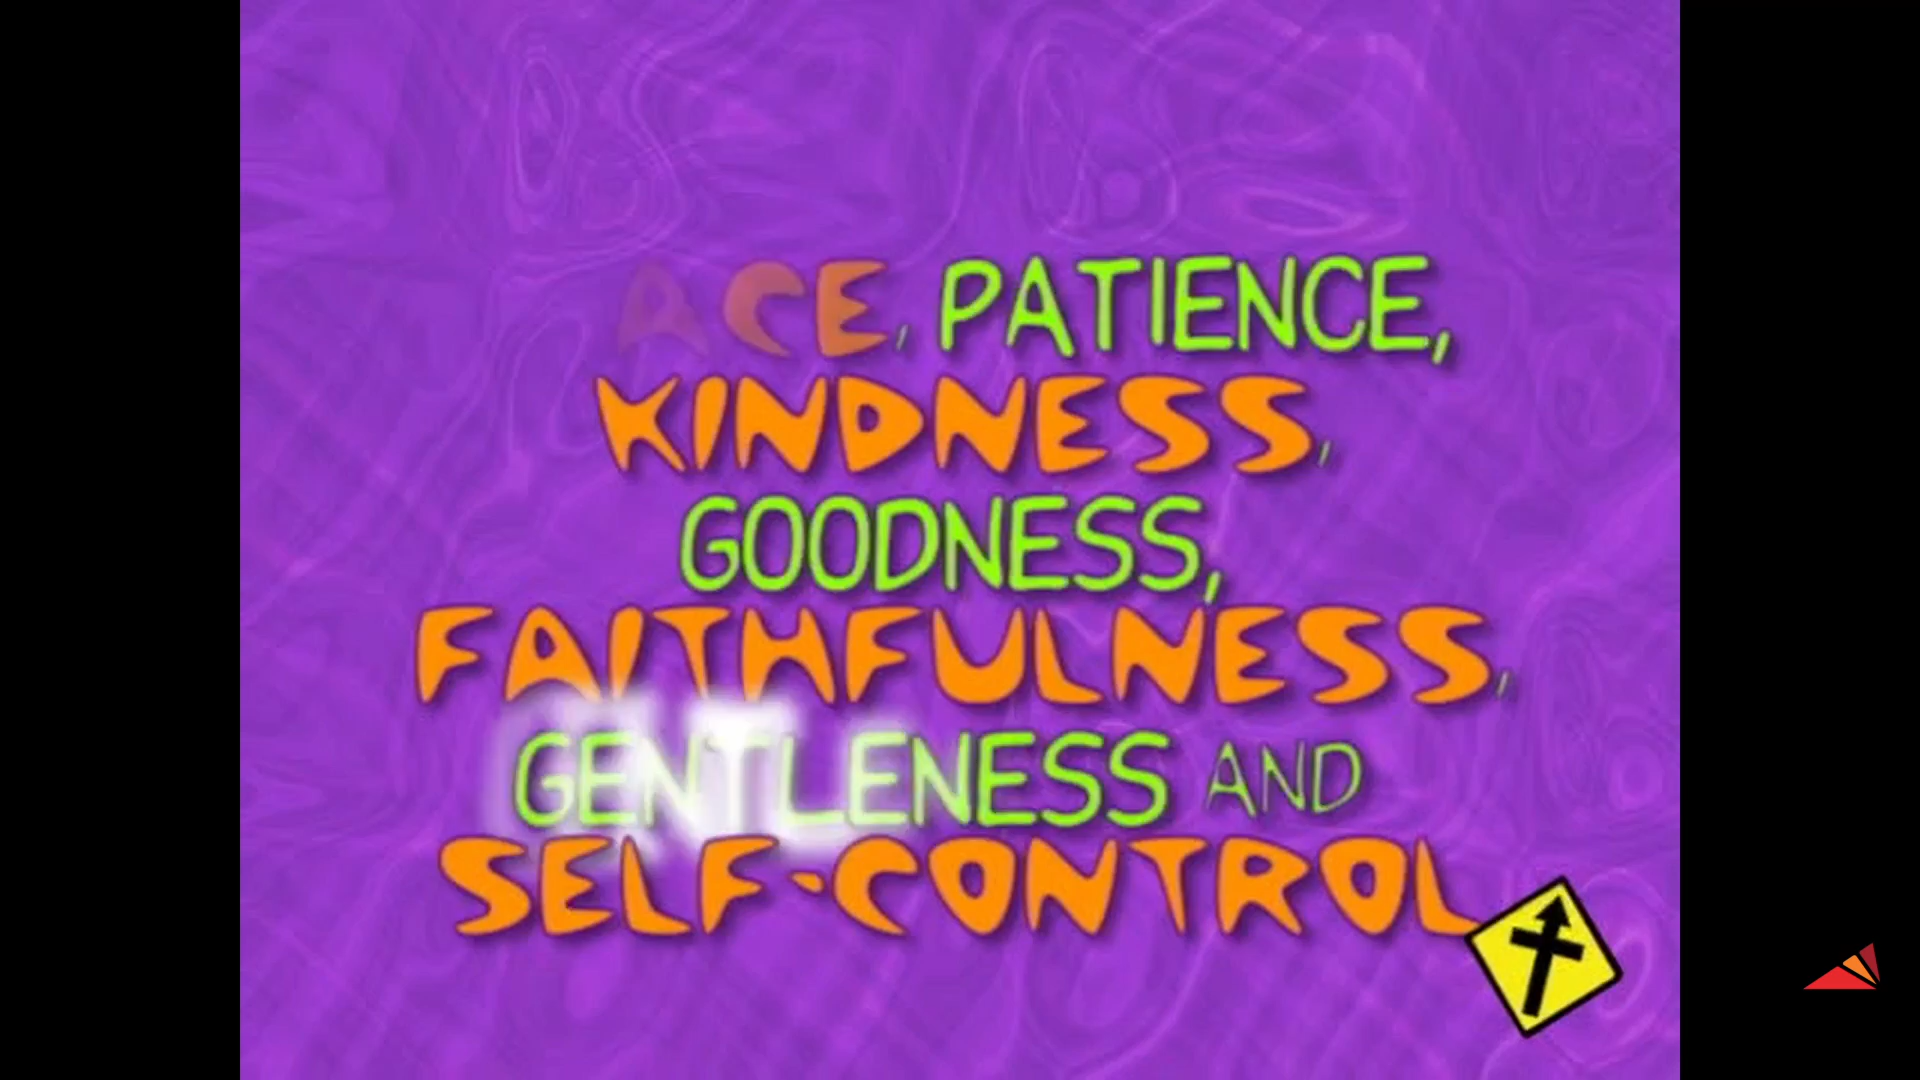 ACE, PATIENCE,
KINDNESS,
GOODNESS,
FAITHFULNESS,
GENTLENESS AND
SELF-CONTROL